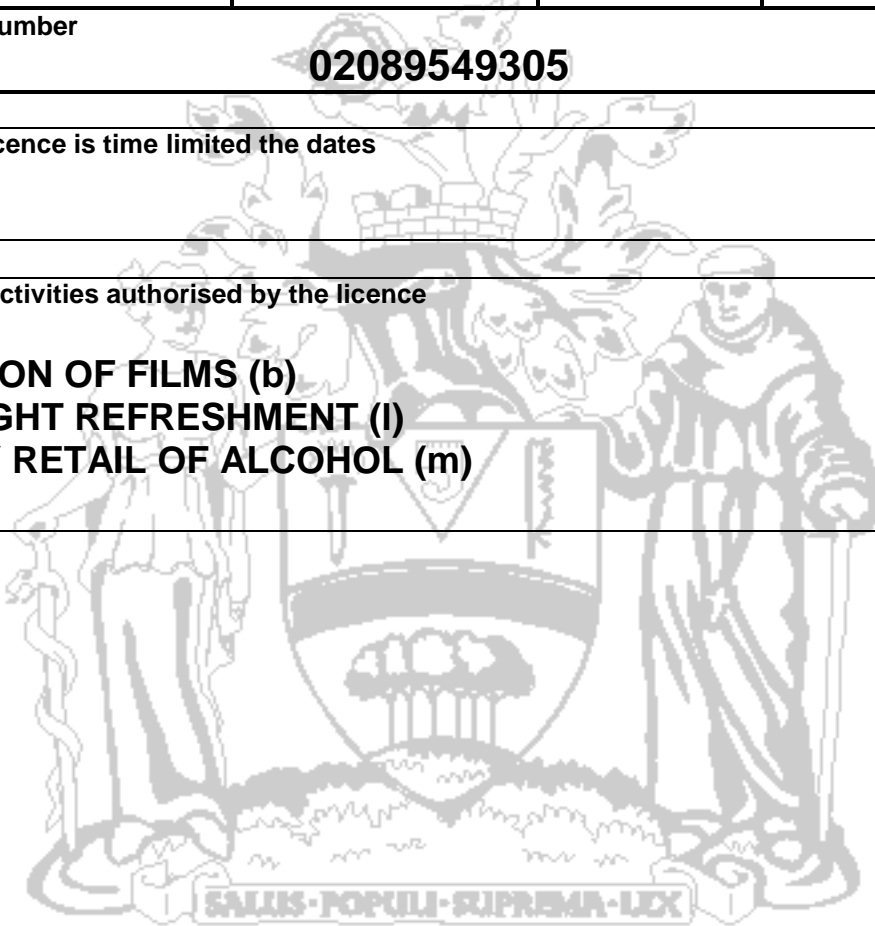 umber
02089549305
cence is time limited the dates
ctivities authorised by the licence
ON OF FILMS (b)
GHT REFRESHMENT (l)
RETAIL OF ALCOHOL (m)
SALUS·POPULI·SUPREMA·LEX